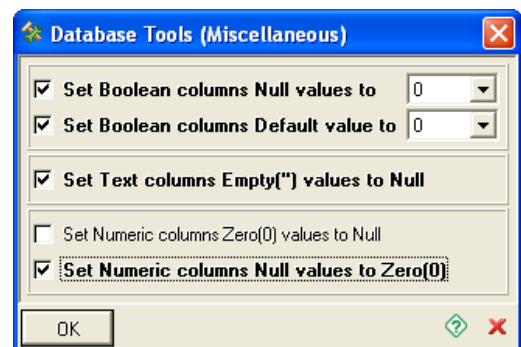 Database Tools (Miscellaneous)
Set Boolean columns Null values to 0
Set Boolean columns Default value to 0
Set Text columns Empty('') values to Null
Set Numeric columns Zero(0) values to Null
Set Numeric columns Null values to Zero(0)
OK